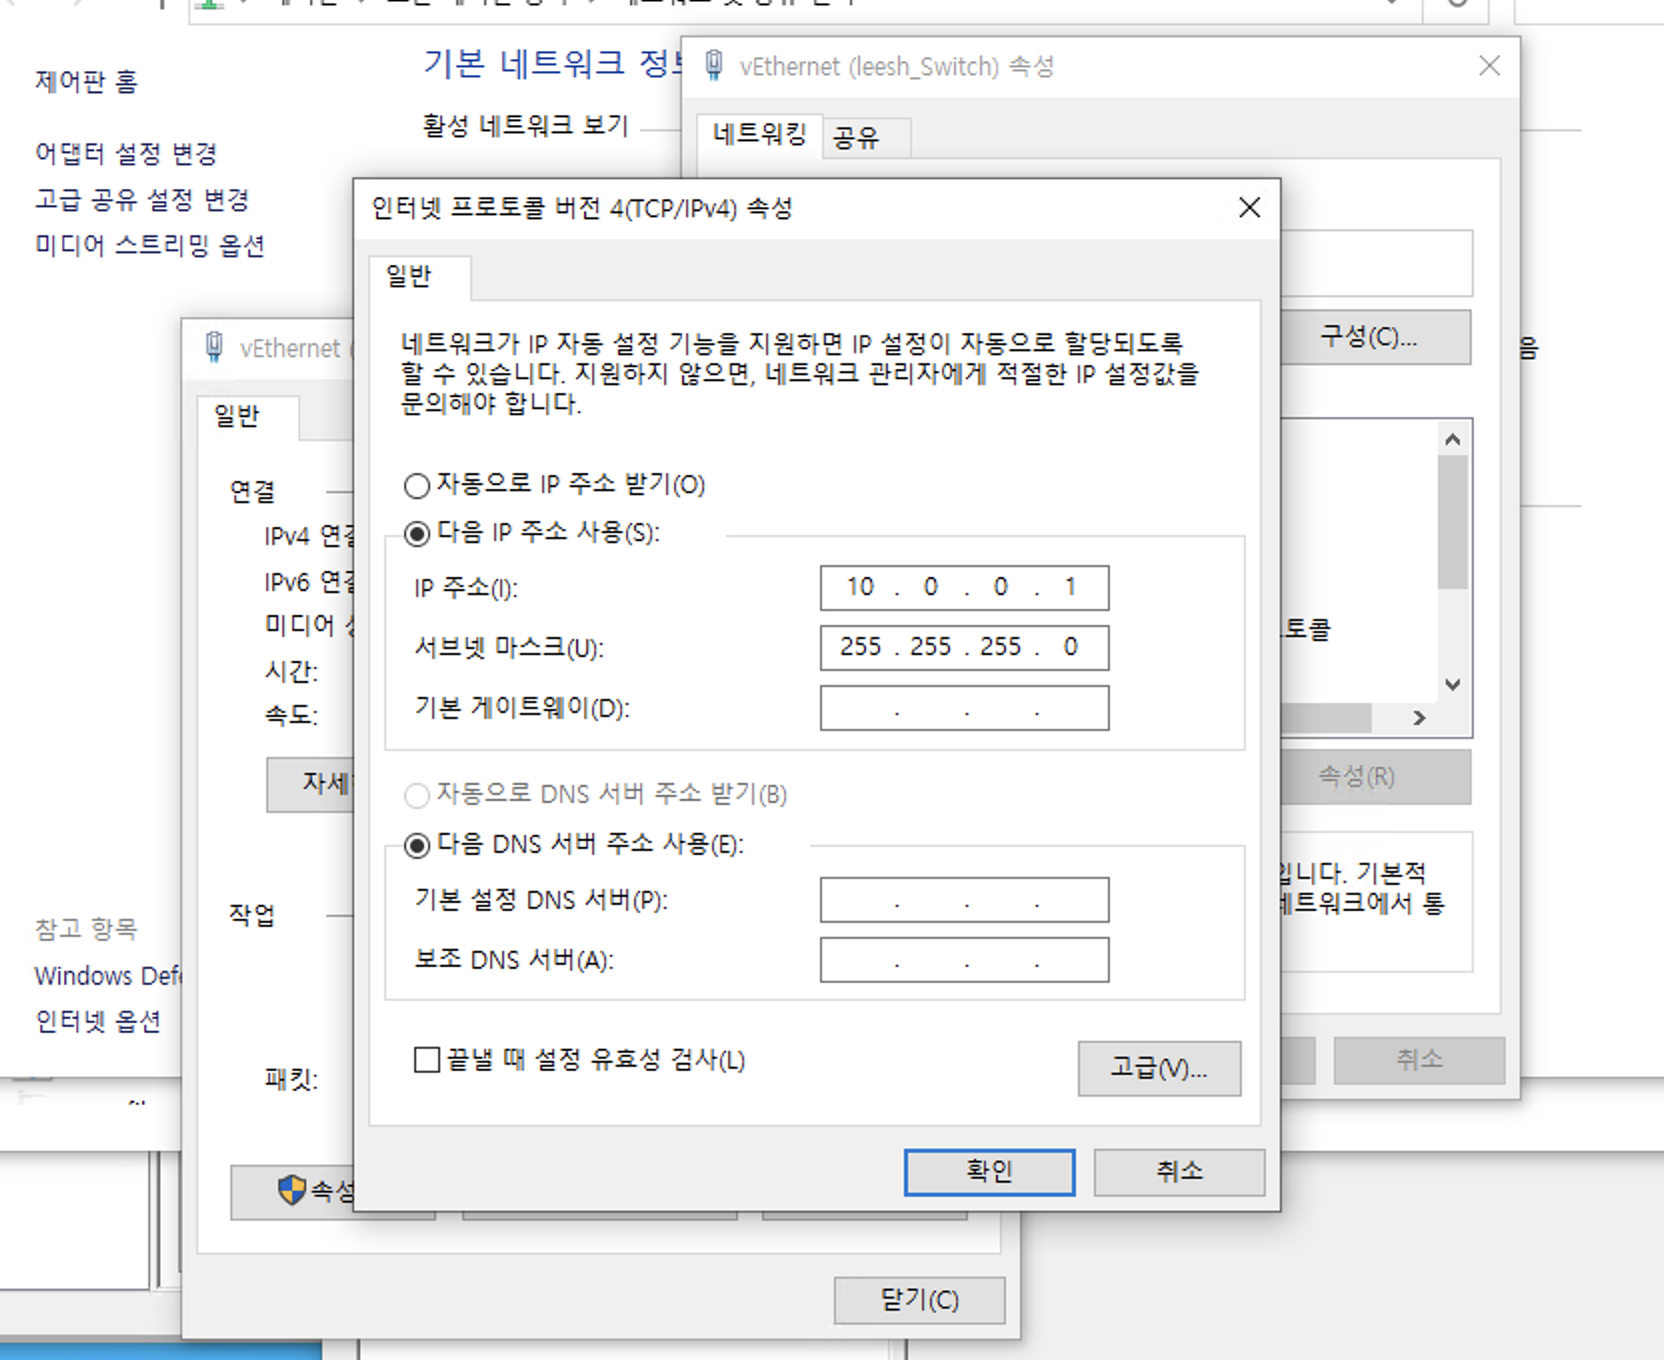 제어판 홈
어댑터 설정 변경
고급 공유 설정 변경
미디어 스트리밍 옵션
참고 항목
Windows
인터넷 옵션
기본 네트워크
활성 네트워크 보기
vEthernet (leesh_Switch) 속성
네트워킹
공유
구성(C)...
속성(R)
입니다. 기본적
네트워크에서 통
취소
vEthernet (
일반
연결
IPv4
IPv6
미디어
시간:
속도:
작업
패킷:
속성
닫기(C)
인터넷 프로토콜 버전 4(TCP/IPv4) 속성
일반
네트워크가 IP 자동 설정 기능을 지원하면 IP 설정이 자동으로 할당되도록
할 수 있습니다. 지원하지 않으면, 네트워크 관리자에게 적절한 IP 설정값을
문의해야 합니다.
자동으로 IP 주소 받기(O)
다음 IP 주소 사용(S):
IP 주소(I): 10 . 0 . 0 . 1
서브넷 마스크(U): 255 . 255 . 255 . 0
기본 게이트웨이(D): . . .
자동으로 DNS 서버 주소 받기(B)
다음 DNS 서버 주소 사용(E):
기본 설정 DNS 서버(P): . . .
보조 DNS 서버(A): . . .
끝낼 때 설정 유효성 검사(L)
고급(V)...
확인
취소